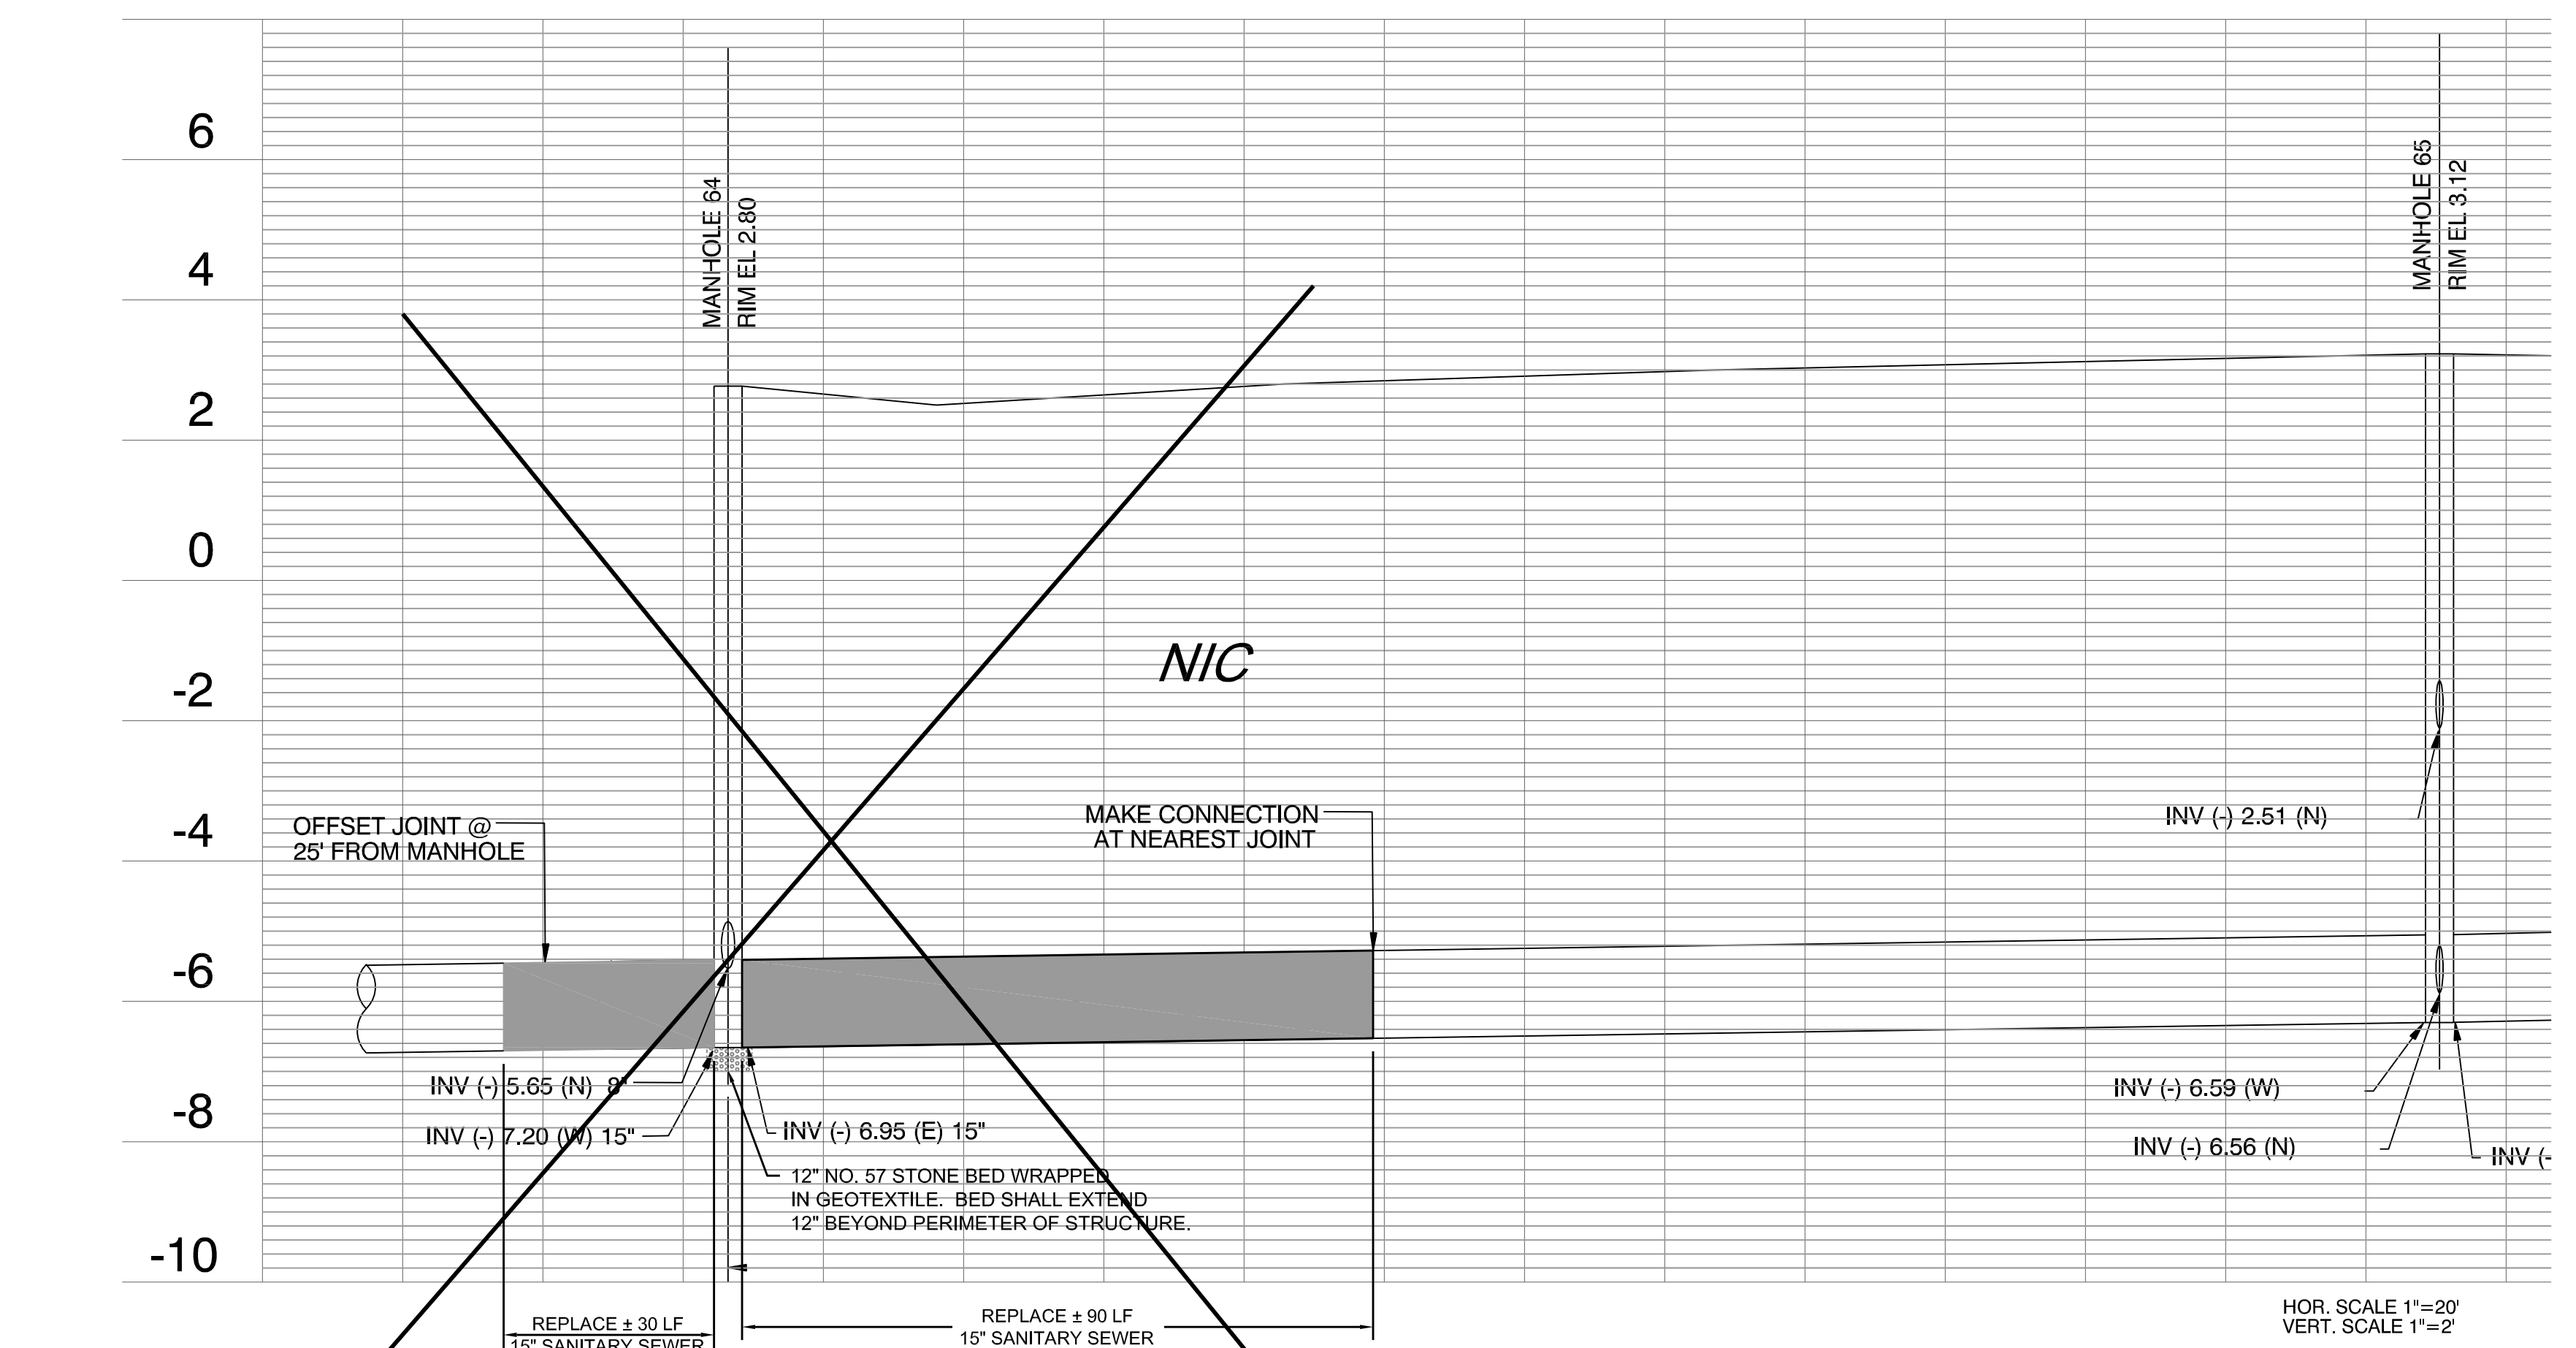 6
4
2
0
-2
-4
-6
-8
-10
MANHOLE 64
RIM EL 2.80
MANHOLE 65
RIM EL 3.12
NIC
OFFSET JOINT @
25' FROM MANHOLE
MAKE CONNECTION
AT NEAREST JOINT
INV (-) 2.51 (N)
INV (-) 5.65 (N) 8"
INV (-) 7.20 (W) 15"
INV (-) 6.95 (E) 15"
12" NO. 57 STONE BED WRAPPED
IN GEOTEXTILE. BED SHALL EXTEND
12" BEYOND PERIMETER OF STRUCTURE.
INV (-) 6.59 (W)
INV (-) 6.56 (N)
INV (-
REPLACE ± 30 LF
15" SANITARY SEWER
REPLACE ± 90 LF
15" SANITARY SEWER
HOR. SCALE 1"=20'
VERT. SCALE 1"=2'